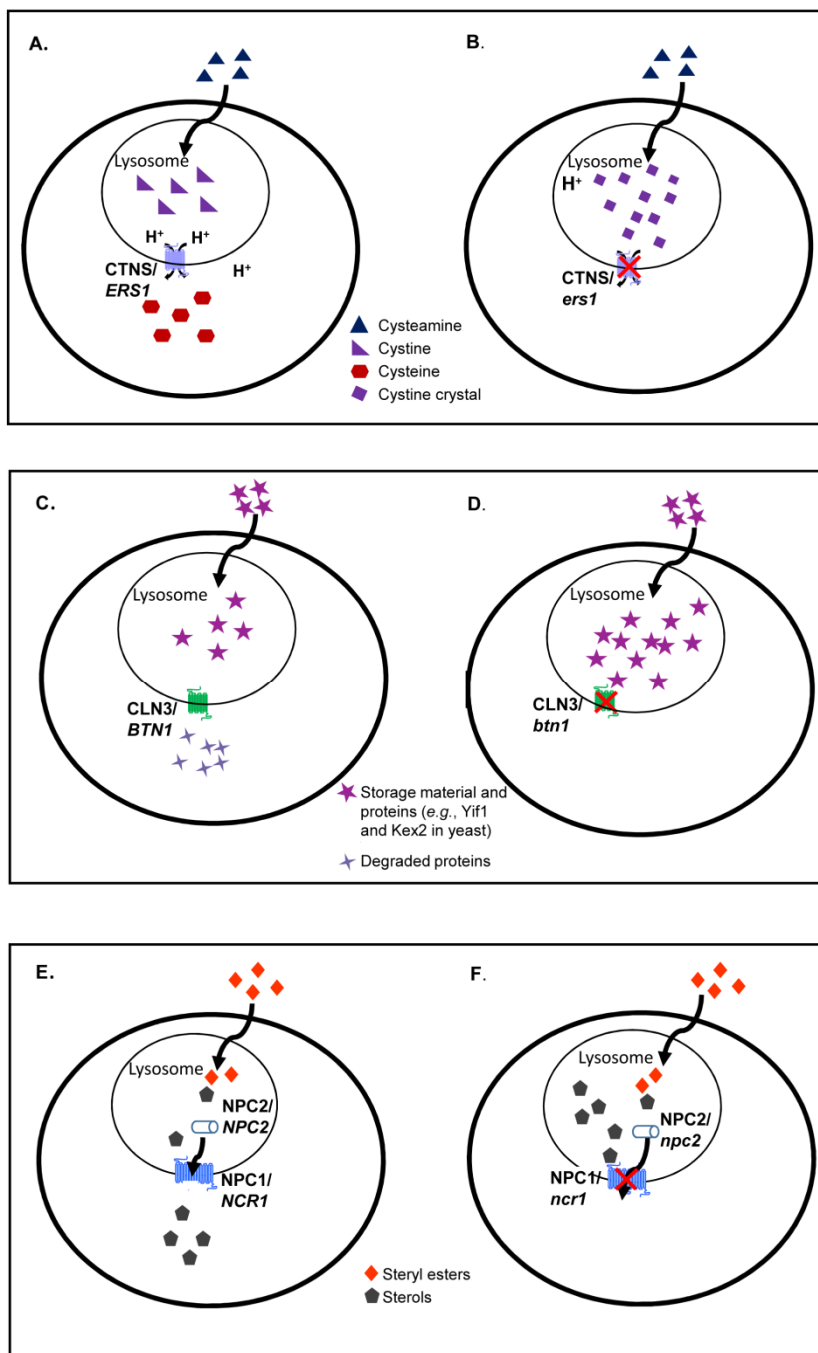 A.
Lysosome
H+ H+
H+
CTNS/
ERS1
B.
Lysosome
H+
CTNS/
ers1
Cysteamine
Cystine
Cysteine
Cystine crystal
C.
Lysosome
CLN3/
BTN1
D.
Lysosome
CLN3/
btn1
Storage material and
proteins (e.g., Yif1
and Kex2 in yeast)
Degraded proteins
E.
Lysosome
NPC2/
NPC2
NPC1/
NCR1
F.
Lysosome
NPC2/
npc2
NPC1/
ncr1
Steryl esters
Sterols